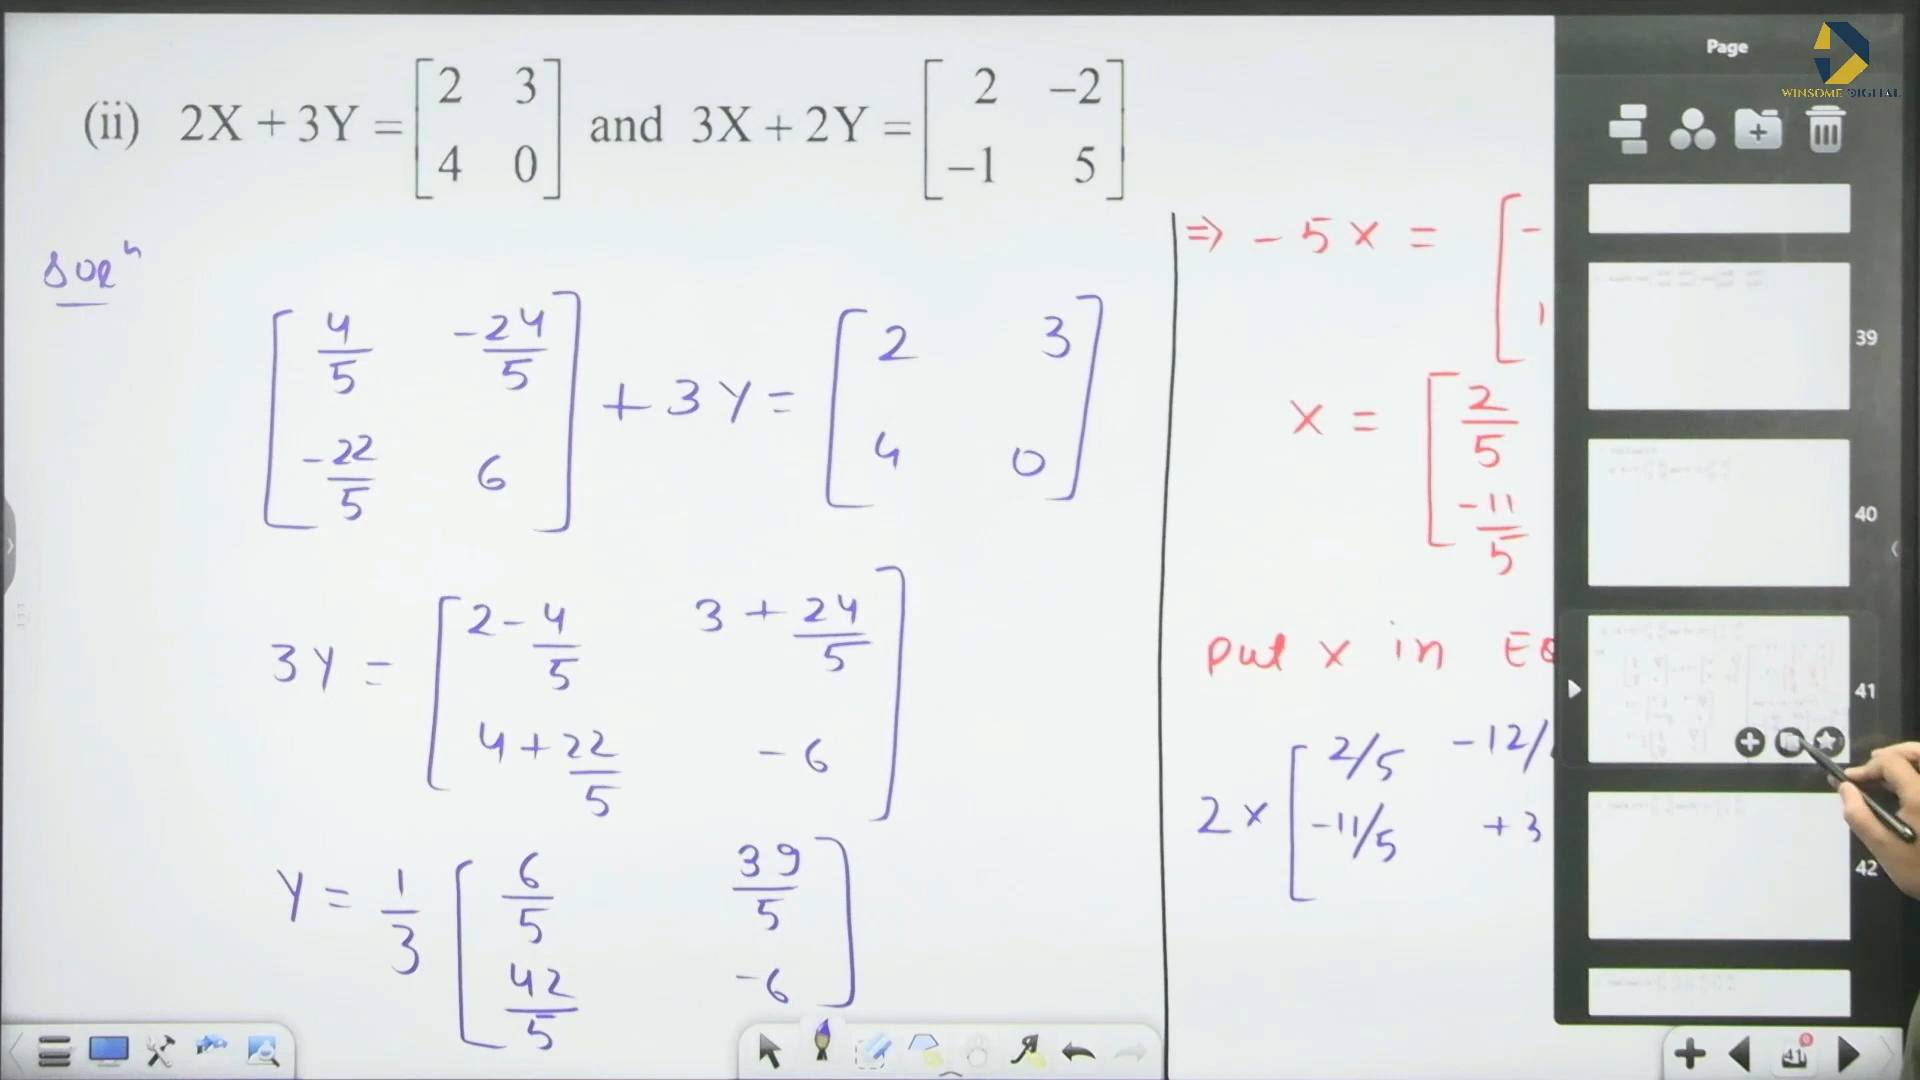 (ii) 2X + 3Y = [2 3; 4 0] and 3X + 2Y = [2 −2; −1 5]
Solⁿ
[4/5 -24/5; -22/5 6] + 3Y = [2 3; 4 0]
3Y = [2 - 4/5 3 + 24/5; 4 + 22/5 -6]
Y = 1/3 [6/5 39/5; 42/5 -6]
⇒ -5X =
X = [2/5; -11/5
Put X in
2 × [2/5 -12/; -11/5 +3
Page
WINSOME DIGITAL
39
40
41
42
41